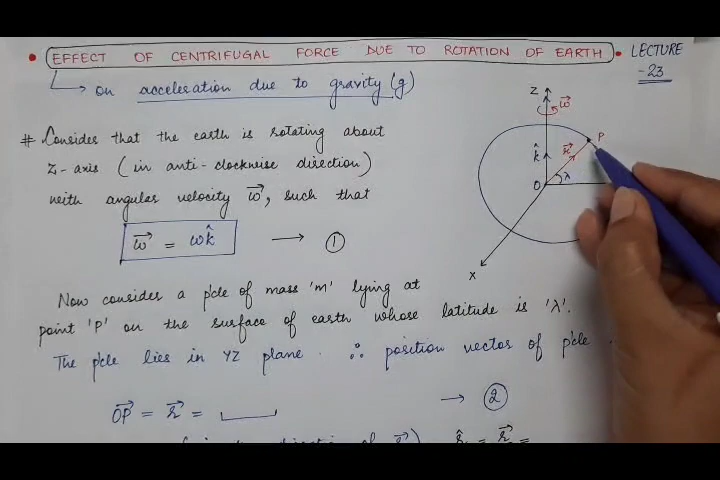 • EFFECT OF CENTRIFUGAL FORCE DUE TO ROTATION OF EARTH • LECTURE
-23
→ on acceleration due to gravity (g)
# Consider that the earth is rotating about
Z-axis (in anti-clockwise direction)
with angular velocity ω⃗, such that
ω⃗ = ωk̂ → ①
Z
ω⃗
P
r⃗
k̂
O
λ
X
Now consider a p'cle of mass 'm' lying at
point 'P' on the surface of earth whose latitude is 'λ'.
The p'cle lies in YZ plane. ∴ position vector of p'cle
OP⃗ = r⃗ = → ②